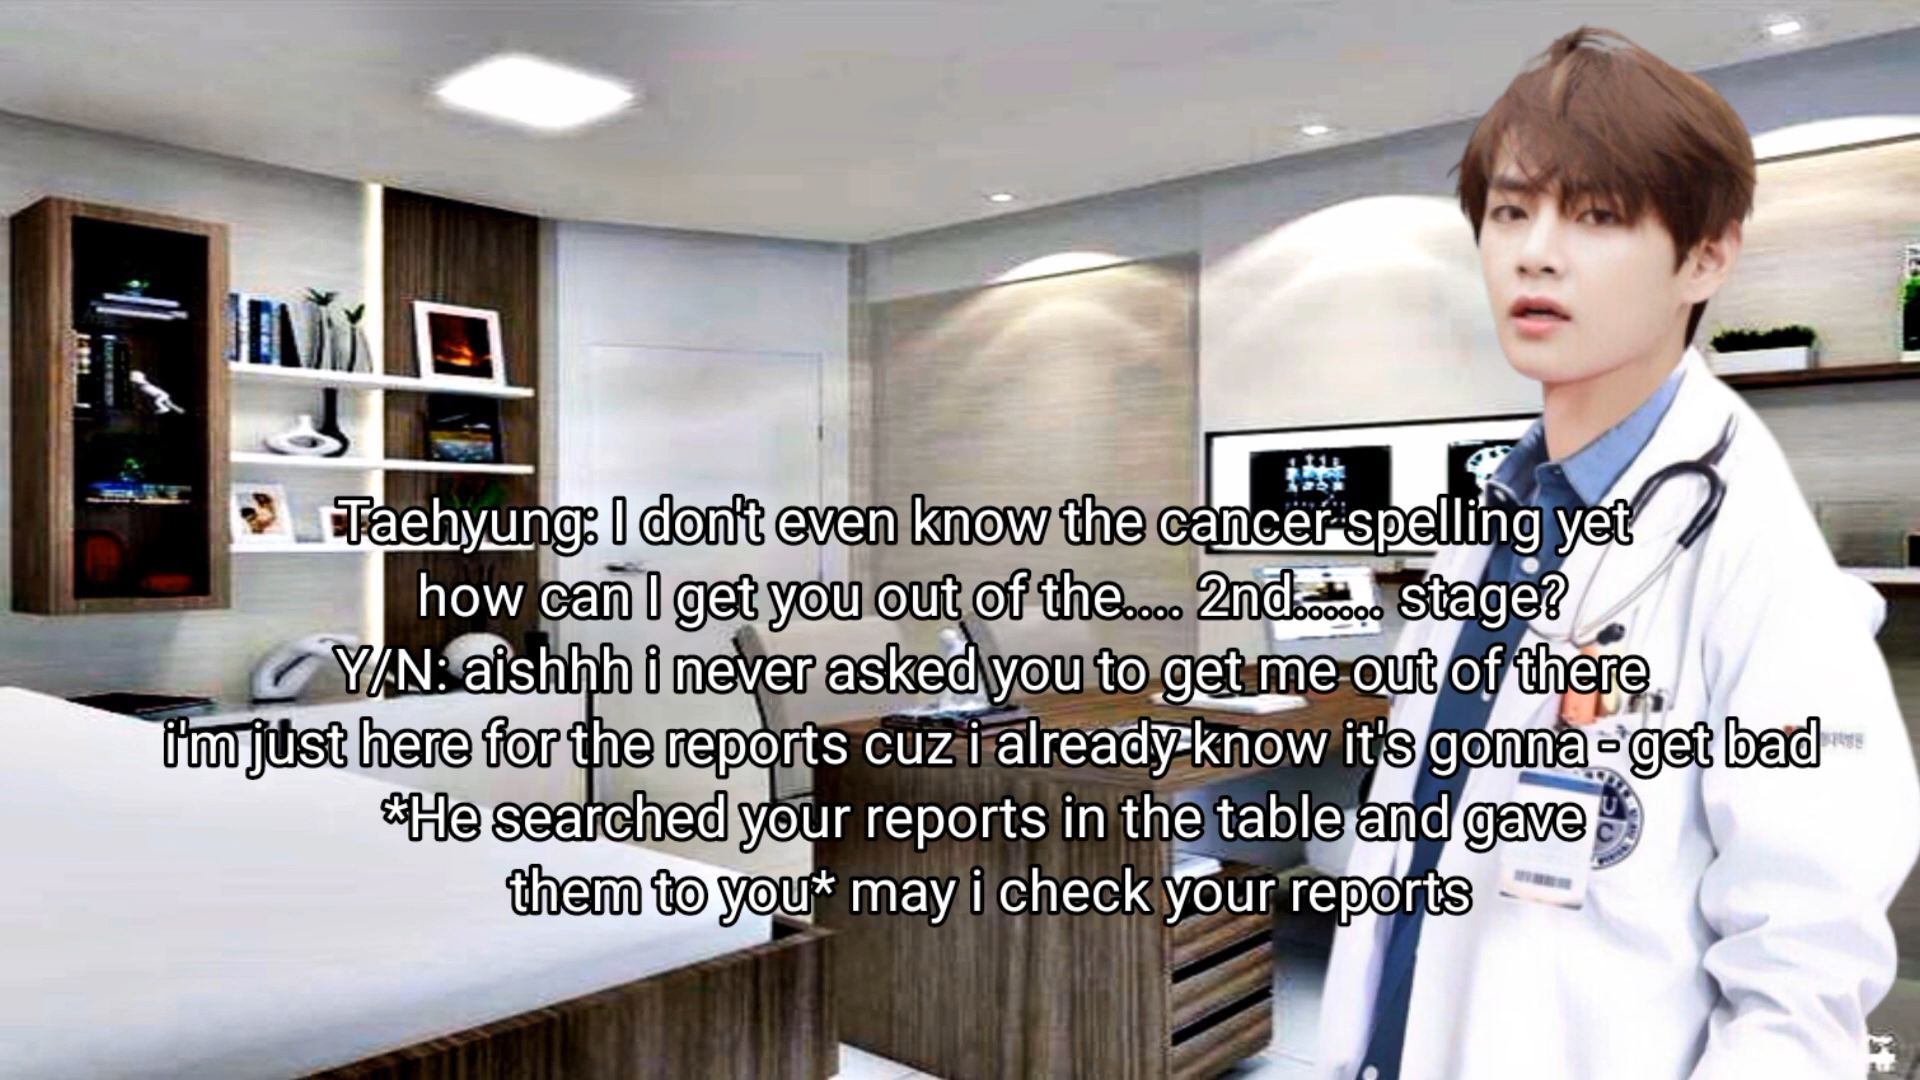 Taehyung: I don't even know the cancer spelling yet
how can I get you out of the.... 2nd...... stage?
Y/N: aishhh i never asked you to get me out of there
i'm just here for the reports cuz i already know it's gonna - get bad
*He searched your reports in the table and gave
them to you* may i check your reports